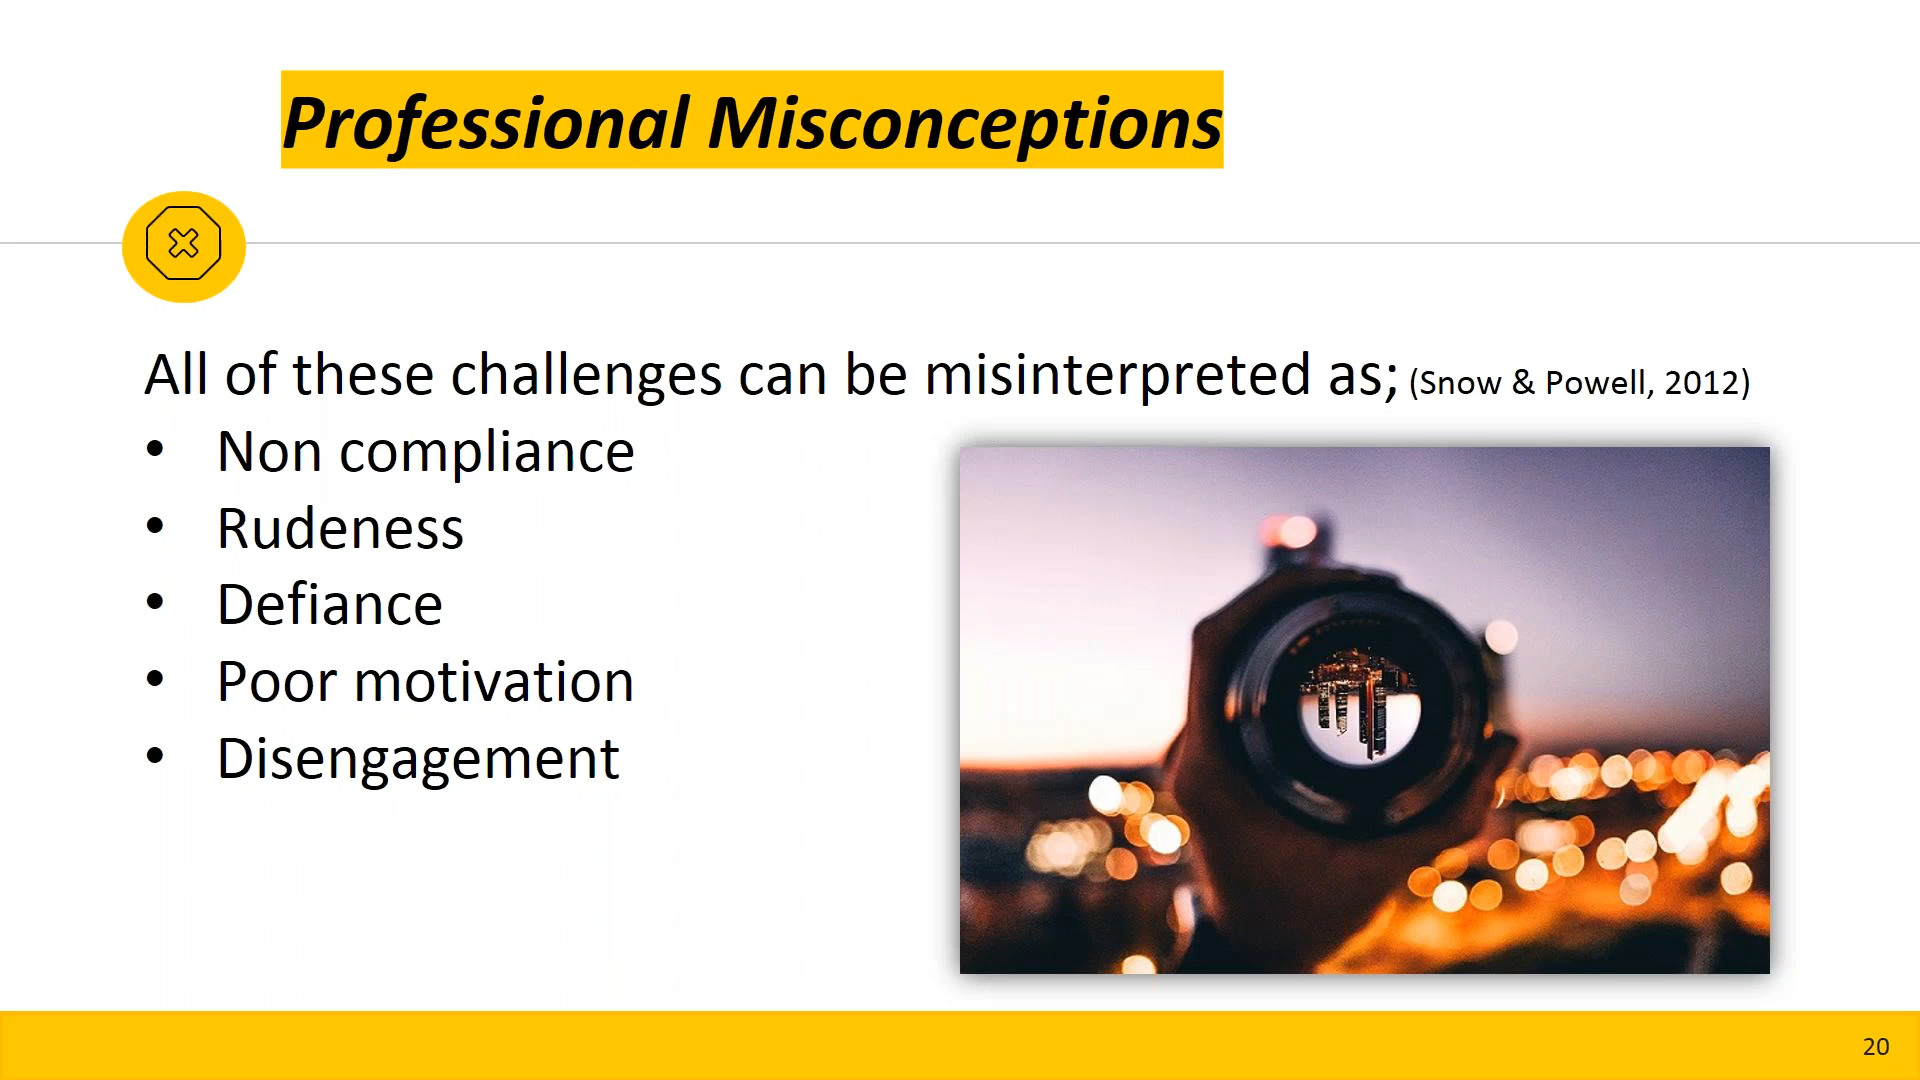 Professional Misconceptions
All of these challenges can be misinterpreted as; (Snow & Powell, 2012)
• Non compliance
• Rudeness
• Defiance
• Poor motivation
• Disengagement
20